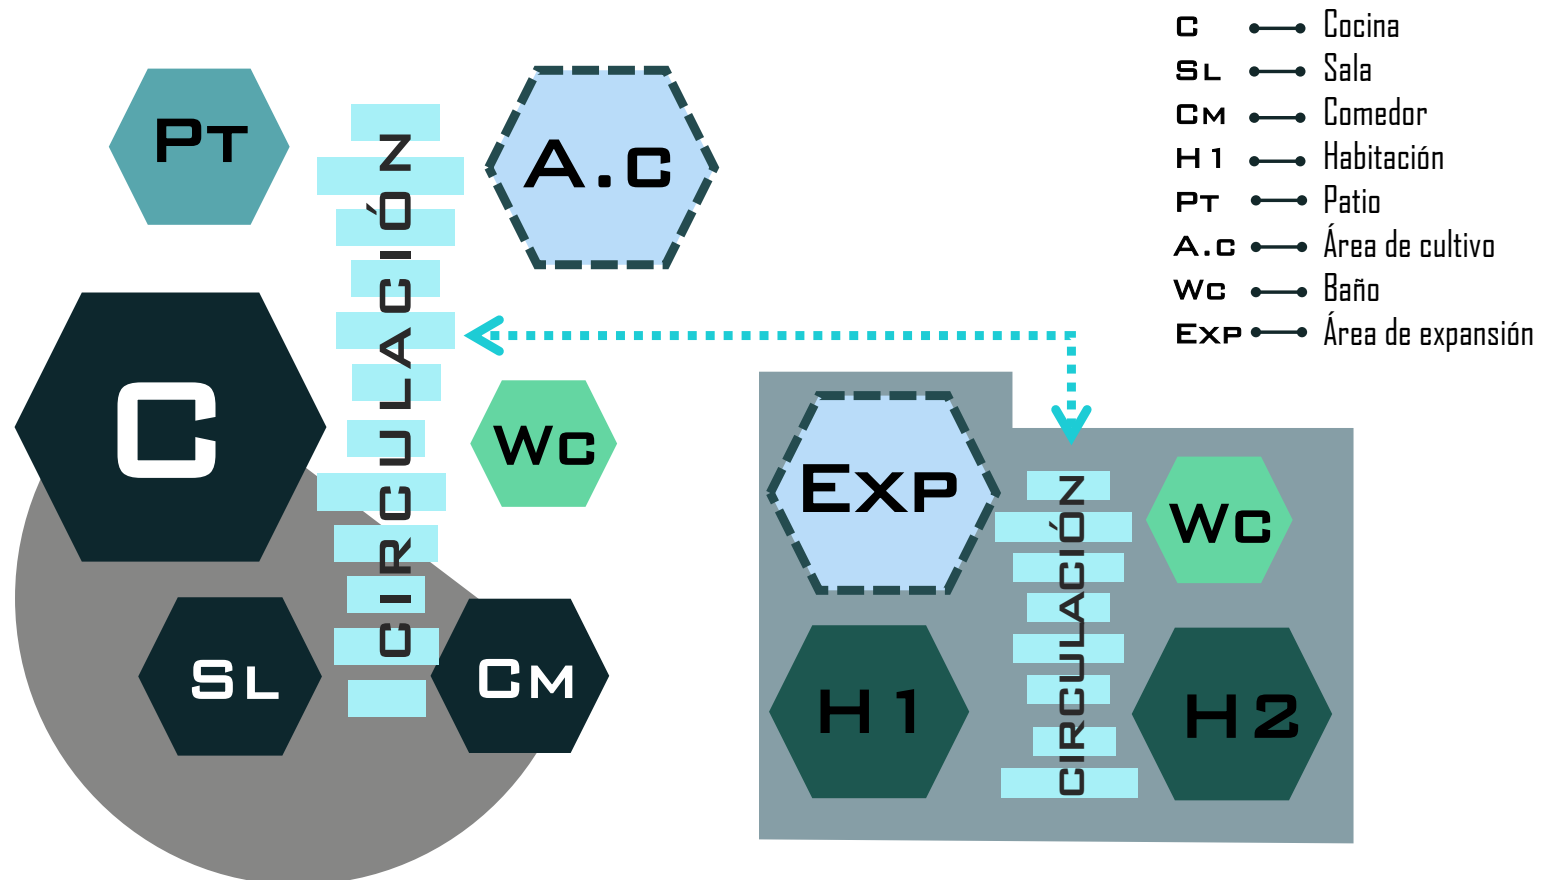 C Cocina
SL Sala
CM Comedor
H1 Habitación
PT Patio
A.C Área de cultivo
WC Baño
EXP Área de expansión
PT
A.C
CIRCULACIÓN
C
WC
SL
CM
EXP
CIRCULACIÓN
WC
H1
H2